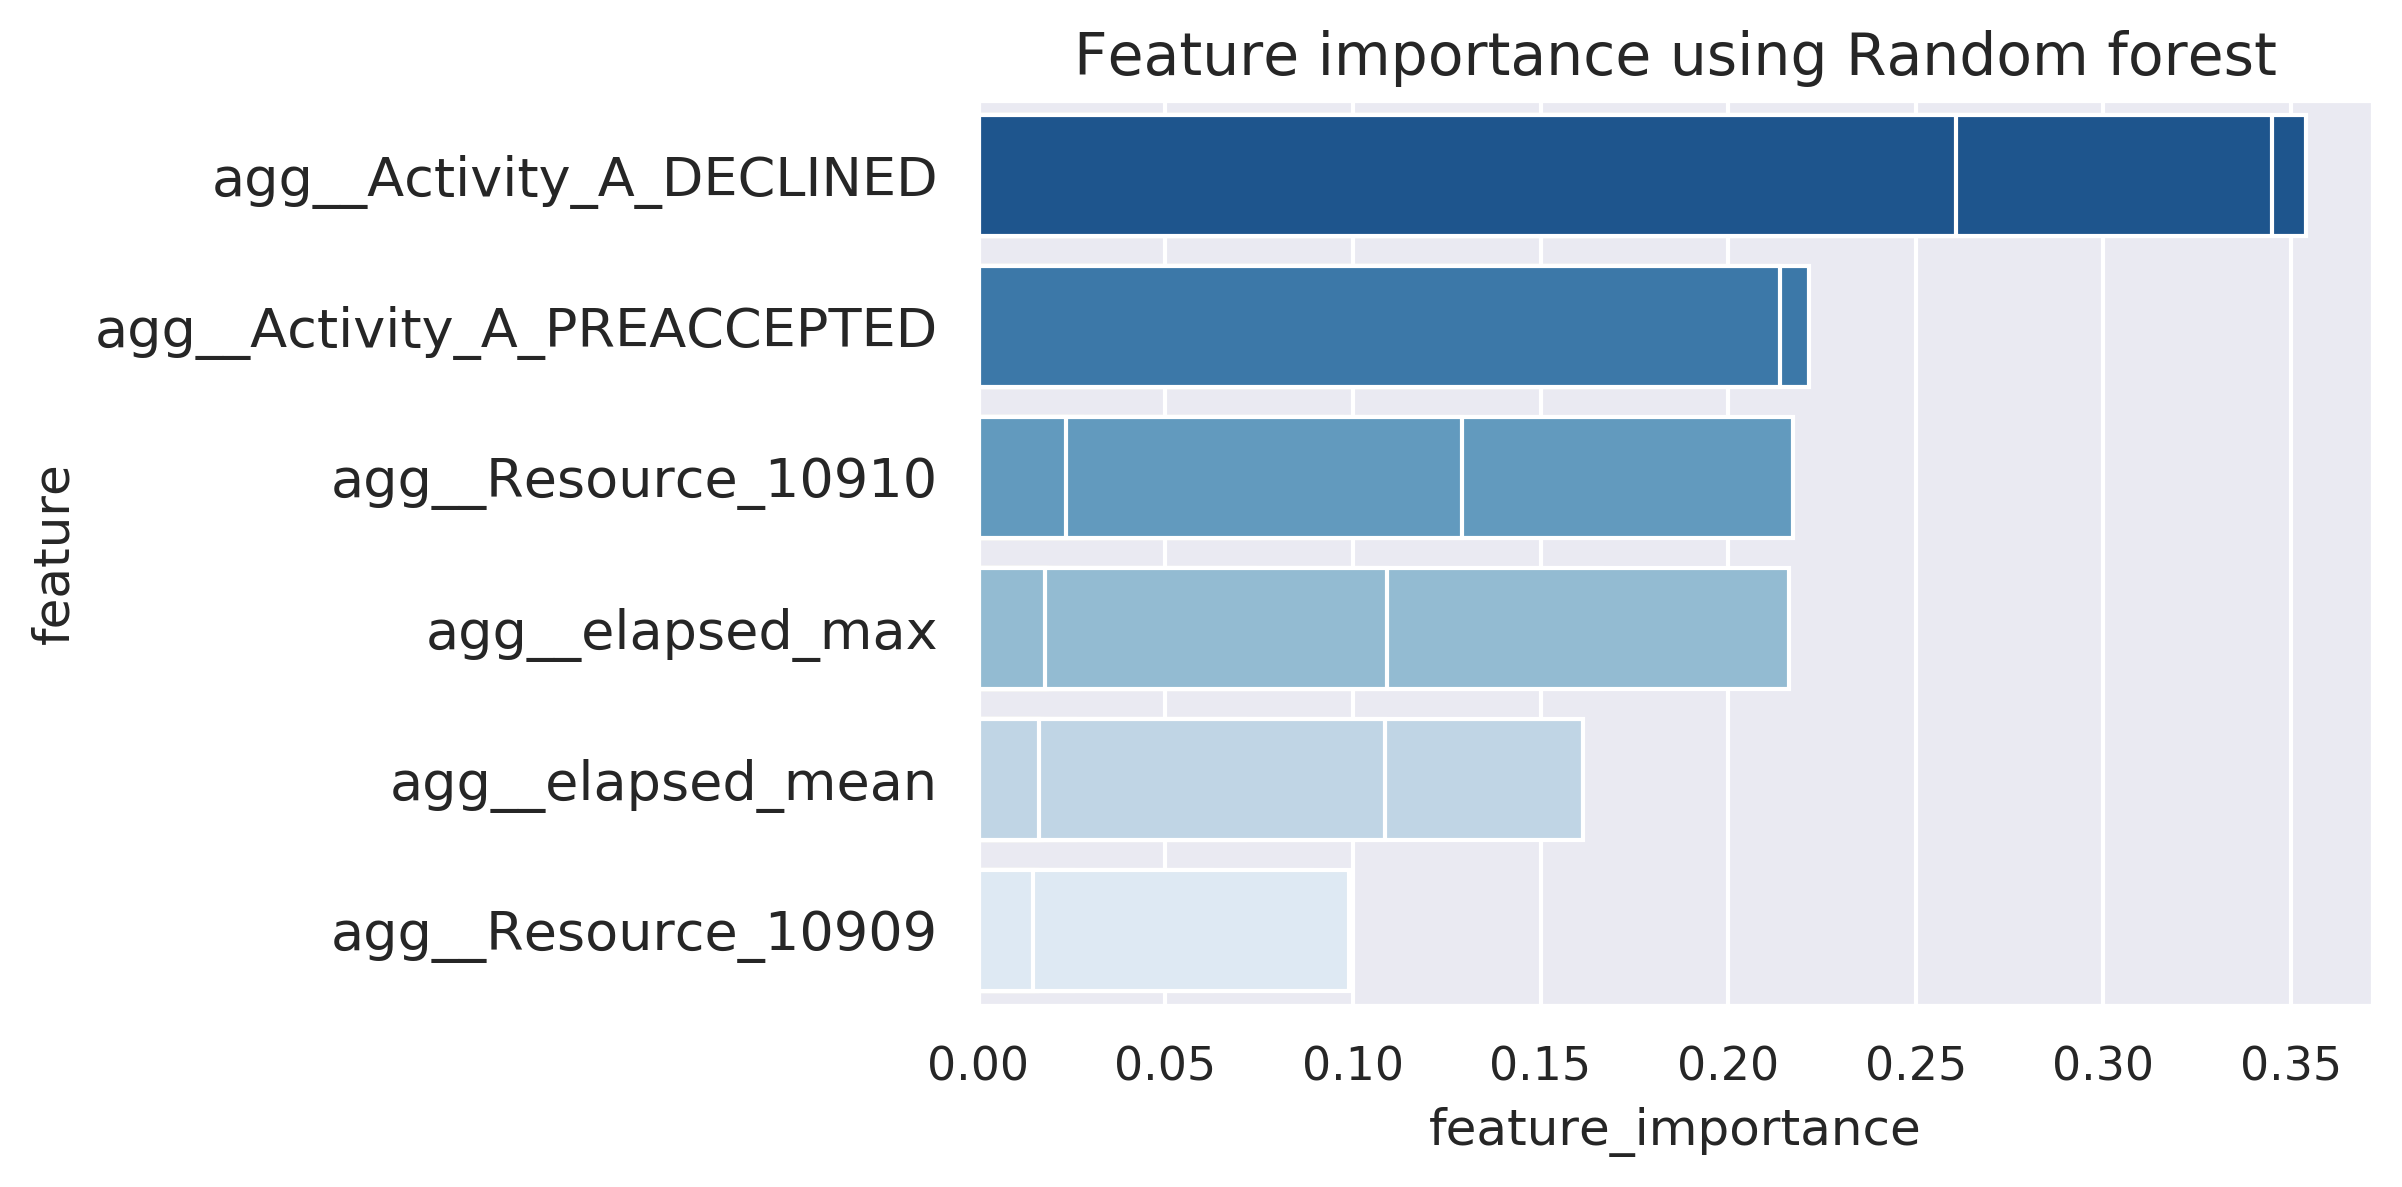 Feature importance using Random forest
agg__Activity_A_DECLINED
agg__Activity_A_PREACCEPTED
agg__Resource_10910
agg__elapsed_max
agg__elapsed_mean
agg__Resource_10909
feature
0.00 0.05 0.10 0.15 0.20 0.25 0.30 0.35
feature_importance